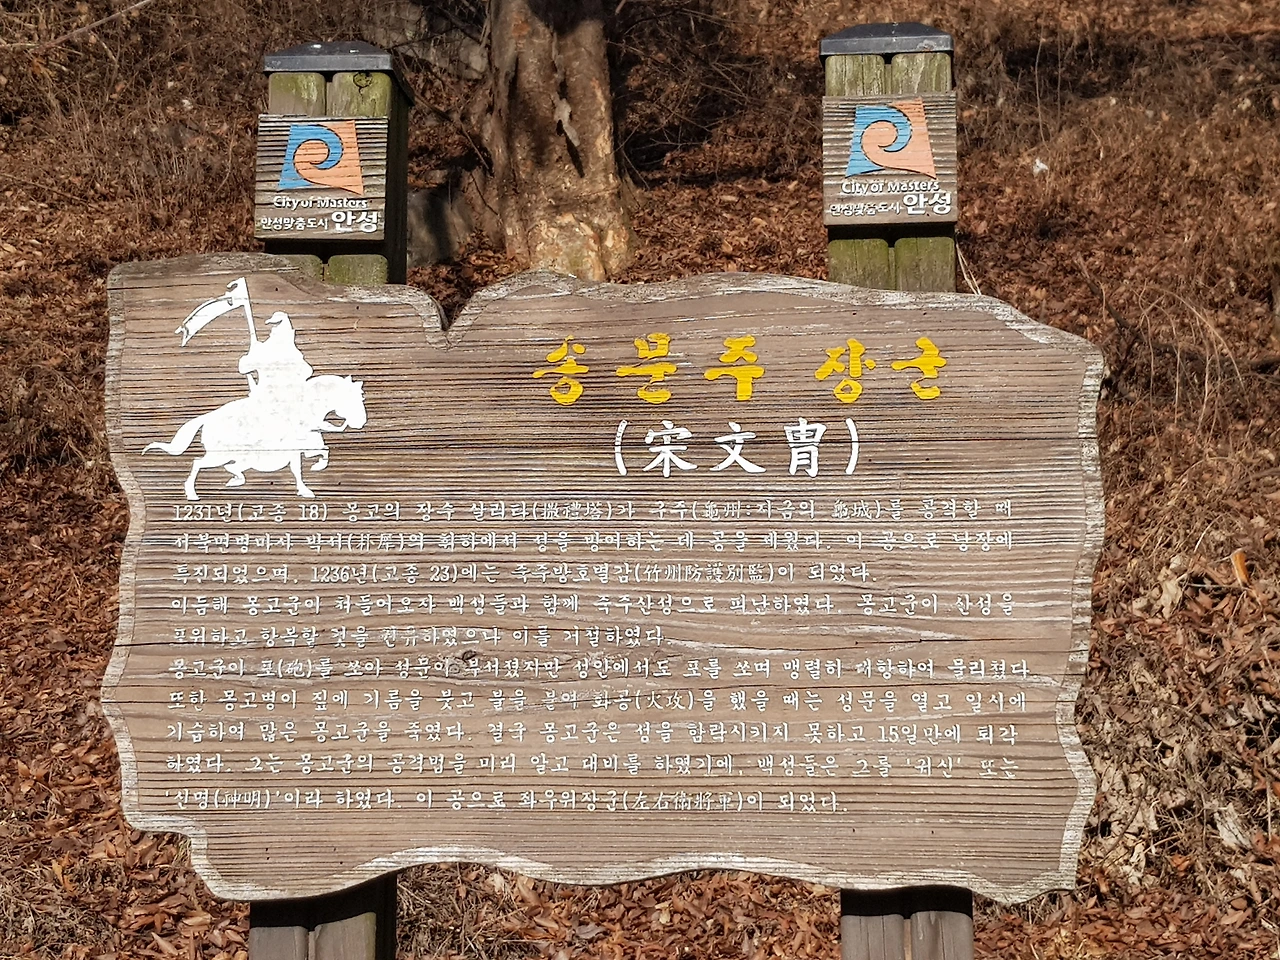 City of Masters
안성맞춤도시 안성
City of Masters
안성맞춤도시 안성
송문주 장군
(宋文胄)
1231년(고종 18) 몽고의 장수 살리타(撒禮塔)가 구주(龜州:지금의 龜城)를 공격할 때
서북면병마사 박서(朴犀)의 휘하에서 성을 방어하는 데 공을 세웠다. 이 공으로 낭장에
특진되었으며, 1236년(고종 23)에는 죽주방호별감(竹州防護別監)이 되었다.
이듬해 몽고군이 쳐들어오자 백성들과 함께 죽주산성으로 피난하였다. 몽고군이 산성을
포위하고 항복할 것을 권유하였으나 이를 거절하였다
몽고군이 포(砲)를 쏘아 성문이 부서졌지만 성안에서도 포를 쏘며 맹렬히 대항하여 물리쳤다
또한 몽고병이 짚에 기름을 붓고 불을 붙여 화공(火攻)을 했을 때는 성문을 열고 일시에
기습하여 많은 몽고군을 죽였다. 결국 몽고군은 성을 함락시키지 못하고 15일만에 퇴각
하였다. 그는 몽고군의 공격법을 미리 알고 대비를 하였기에, 백성들은 그를 '귀신' 또는
'신명(神明)'이라 하였다. 이 공으로 좌우위장군(左右衛將軍)이 되었다.